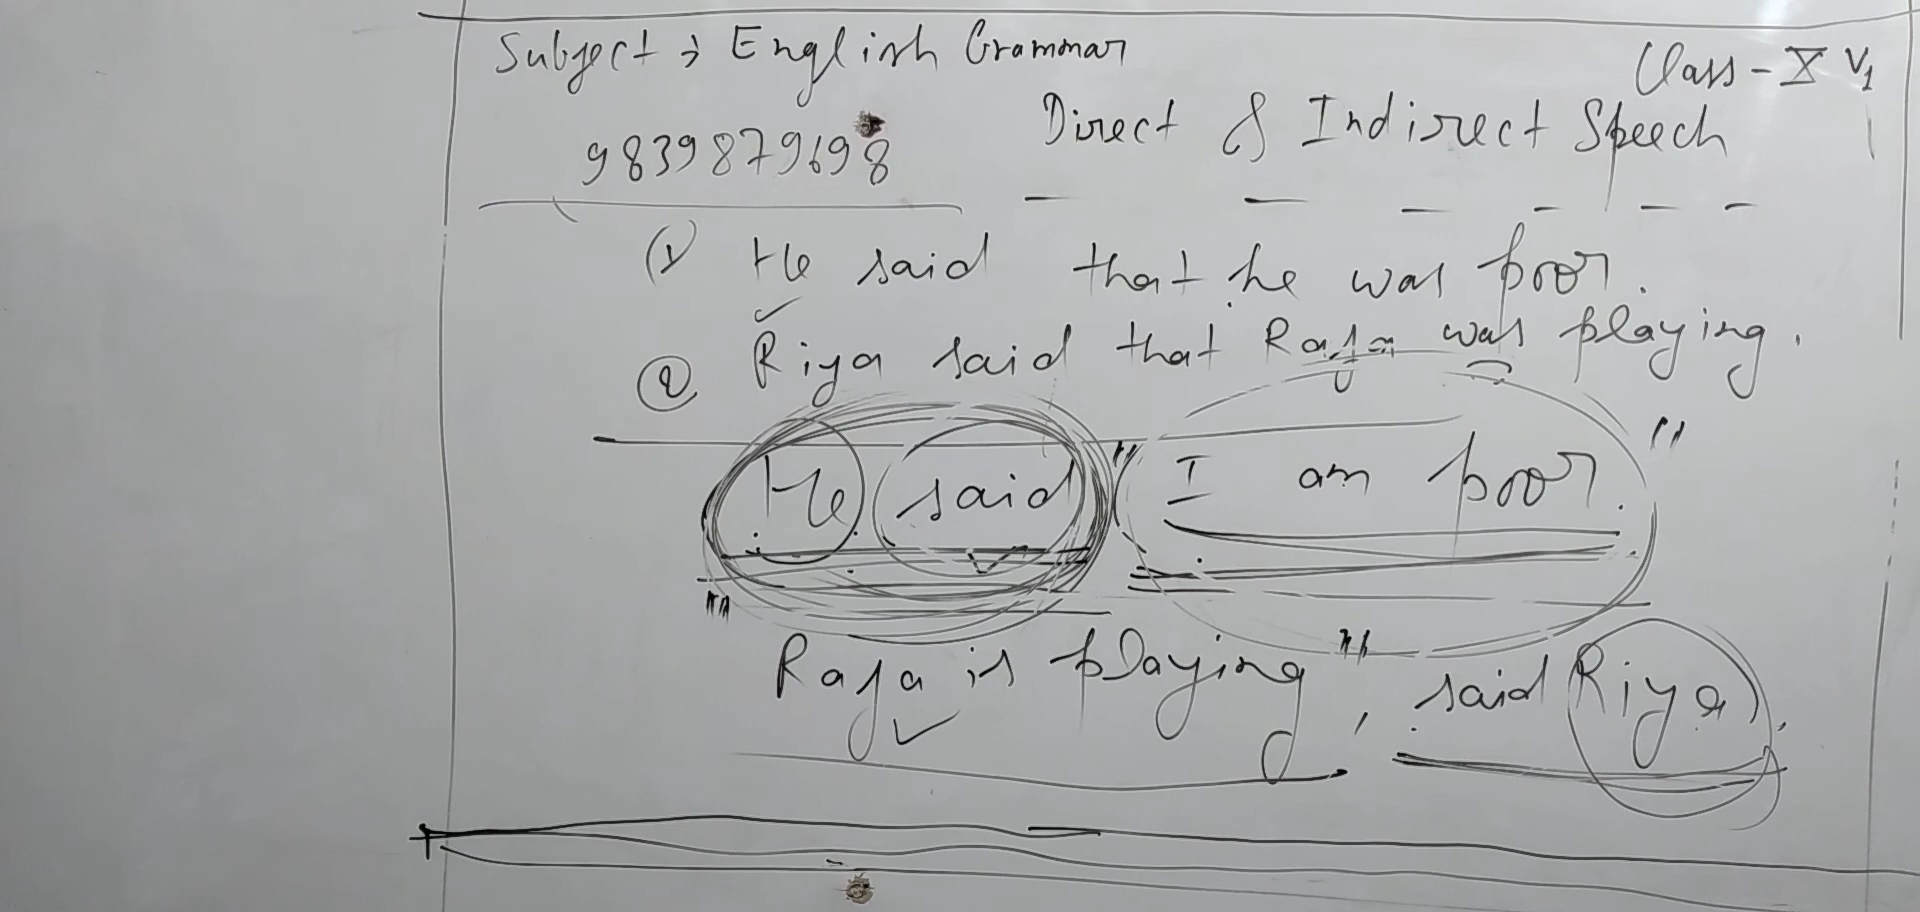 Subject → English Grammar
Class - X V1
Direct & Indirect Speech
9839879698
(1) He said that he was poor.
(2) Riya said that Raja was playing.
He said "I am poor."
"Raja is playing", said Riya.